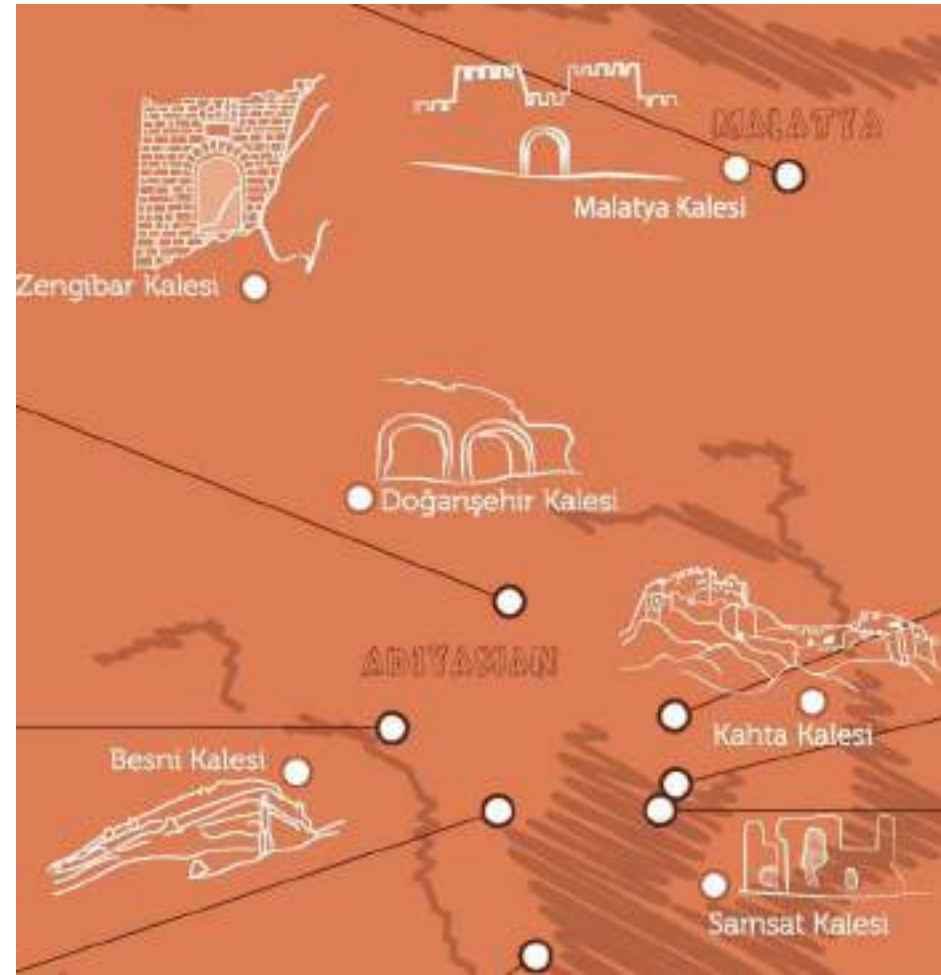 MALATYA
Malatya Kalesi
Zengibar Kalesi
Doğanşehir Kalesi
ADIYAMAN
Kahta Kalesi
Besni Kalesi
Samsat Kalesi